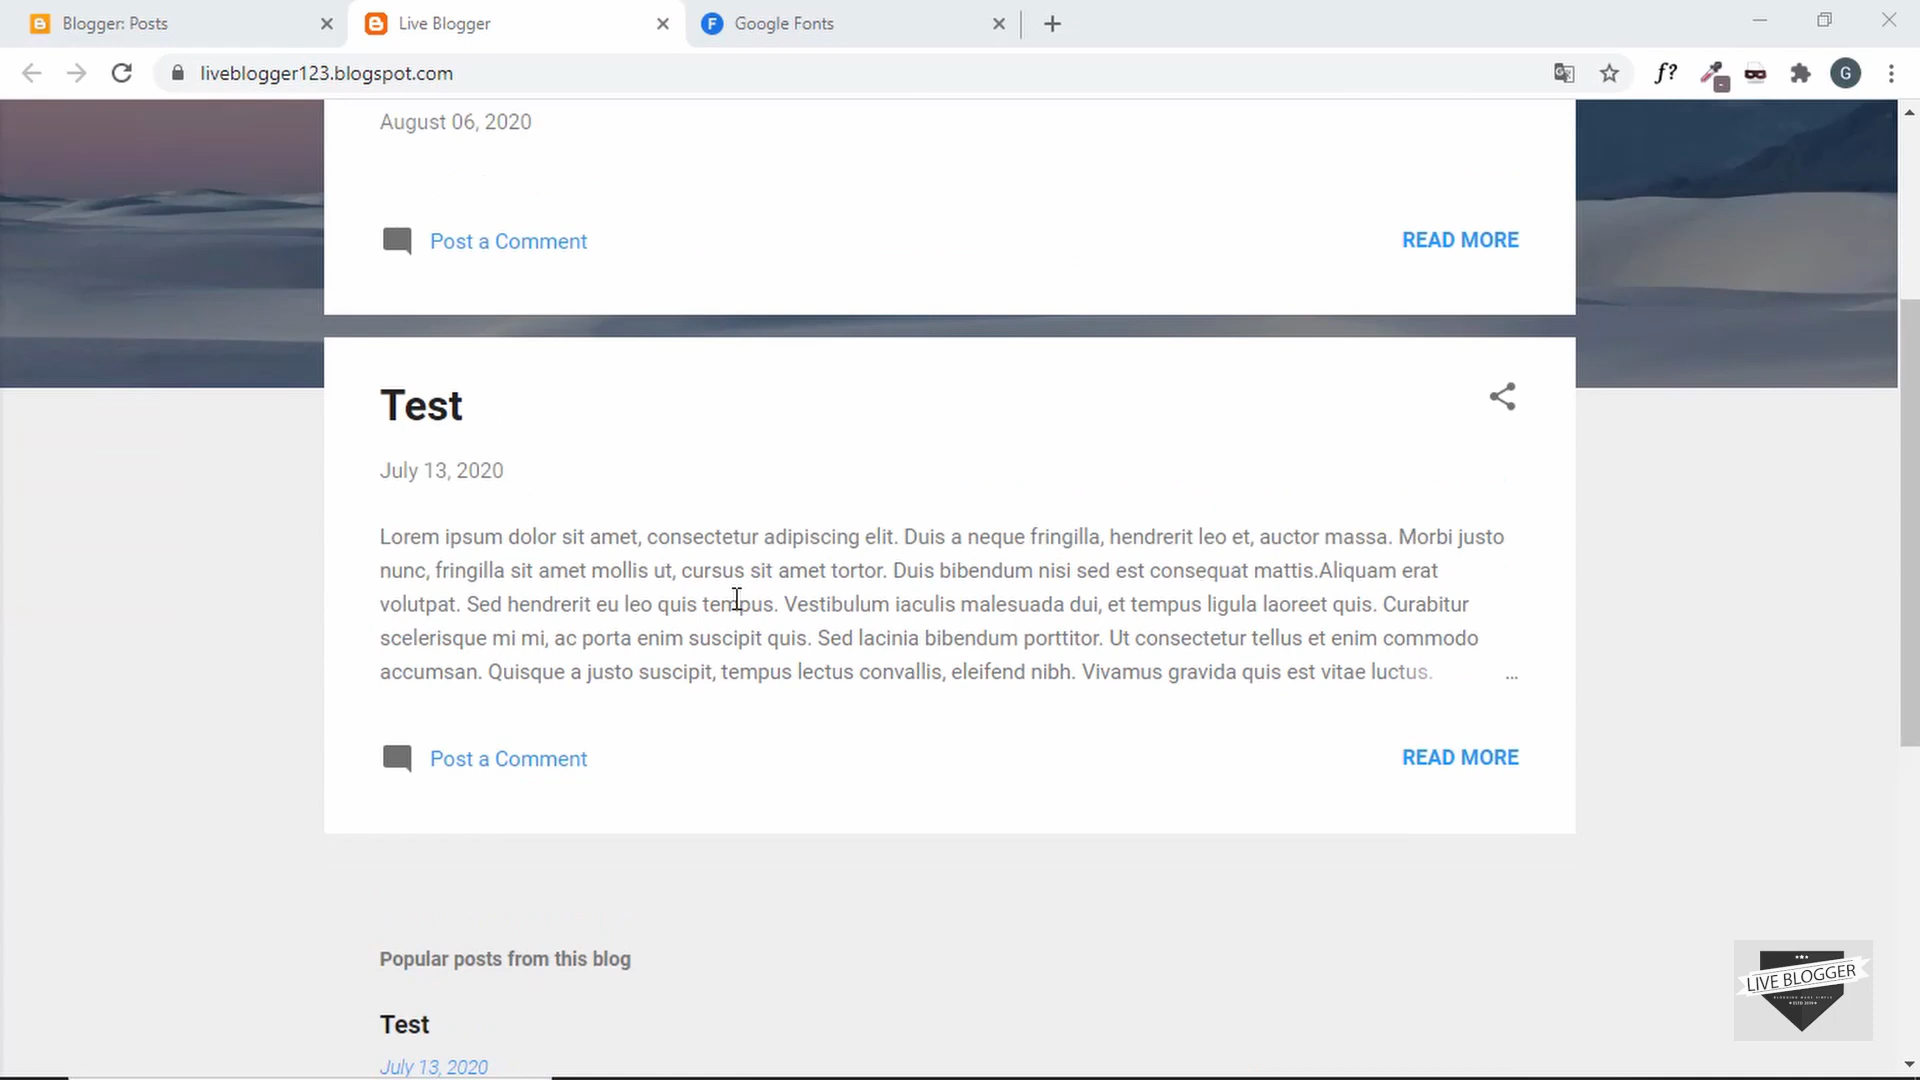 Blogger: Posts
Live Blogger
Google Fonts
liveblogger123.blogspot.com
f?
G
August 06, 2020
Post a Comment
READ MORE
Test
July 13, 2020
Lorem ipsum dolor sit amet, consectetur adipiscing elit. Duis a neque fringilla, hendrerit leo et, auctor massa. Morbi justo
nunc, fringilla sit amet mollis ut, cursus sit amet tortor. Duis bibendum nisi sed est consequat mattis.Aliquam erat
volutpat. Sed hendrerit eu leo quis tempus. Vestibulum iaculis malesuada dui, et tempus ligula laoreet quis. Curabitur
scelerisque mi mi, ac porta enim suscipit quis. Sed lacinia bibendum porttitor. Ut consectetur tellus et enim commodo
accumsan. Quisque a justo suscipit, tempus lectus convallis, eleifend nibh. Vivamus gravida quis est vitae luctus. ...
Post a Comment
READ MORE
Popular posts from this blog
Test
July 13, 2020
LIVE BLOGGER